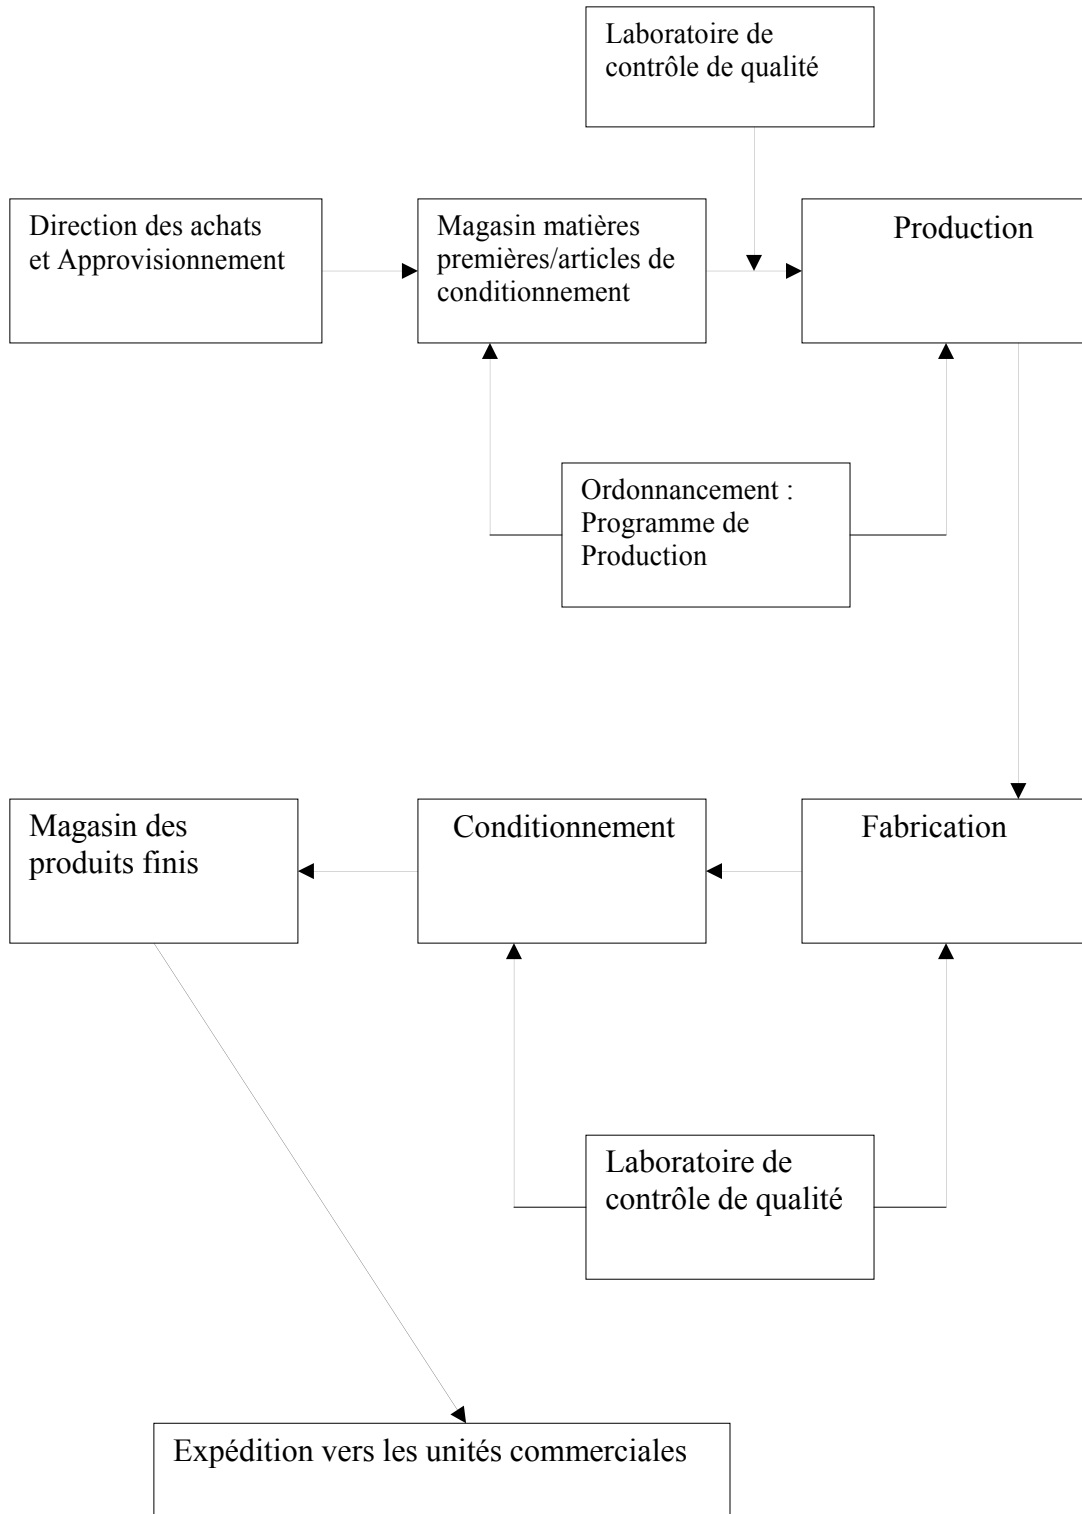 Laboratoire de
contrôle de qualité
Direction des achats
et Approvisionnement
Magasin matières
premières/articles de
conditionnement
Production
Ordonnancement :
Programme de
Production
Magasin des
produits finis
Conditionnement
Fabrication
Laboratoire de
contrôle de qualité
Expédition vers les unités commerciales